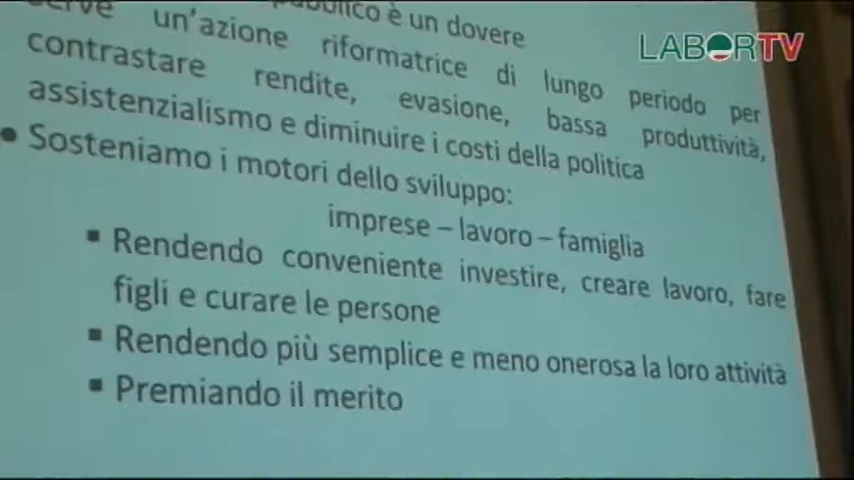 pubblico è un dovere
serve un'azione riformatrice di lungo periodo per
contrastare rendite, evasione, bassa produttività,
assistenzialismo e diminuire i costi della politica
• Sosteniamo i motori dello sviluppo:
imprese – lavoro – famiglia
▪ Rendendo conveniente investire, creare lavoro, fare
figli e curare le persone
▪ Rendendo più semplice e meno onerosa la loro attività
▪ Premiando il merito
LABORTV